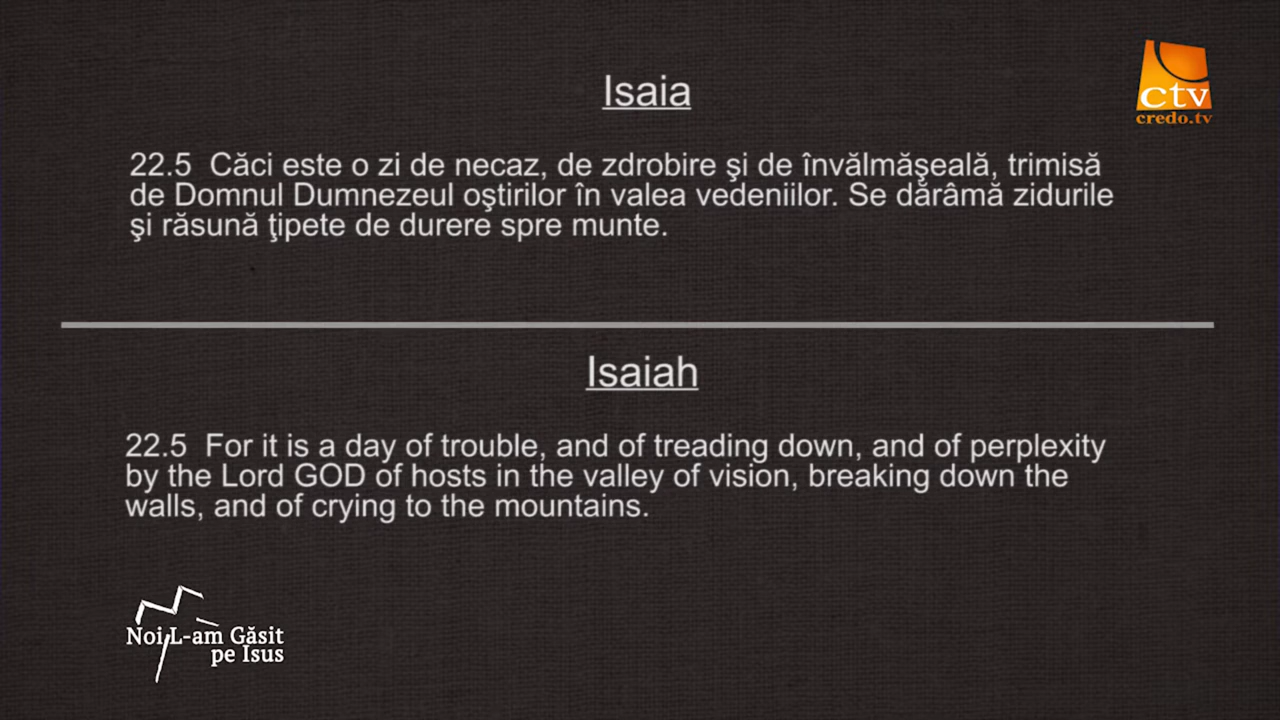 Isaia
ctv
credo.tv
22.5 Căci este o zi de necaz, de zdrobire şi de învălmăşeală, trimisă
de Domnul Dumnezeul oştirilor în valea vedeniilor. Se dărâmă zidurile
şi răsună ţipete de durere spre munte.
Isaiah
22.5 For it is a day of trouble, and of treading down, and of perplexity
by the Lord GOD of hosts in the valley of vision, breaking down the
walls, and of crying to the mountains.
Noi L-am Găsit
pe Isus